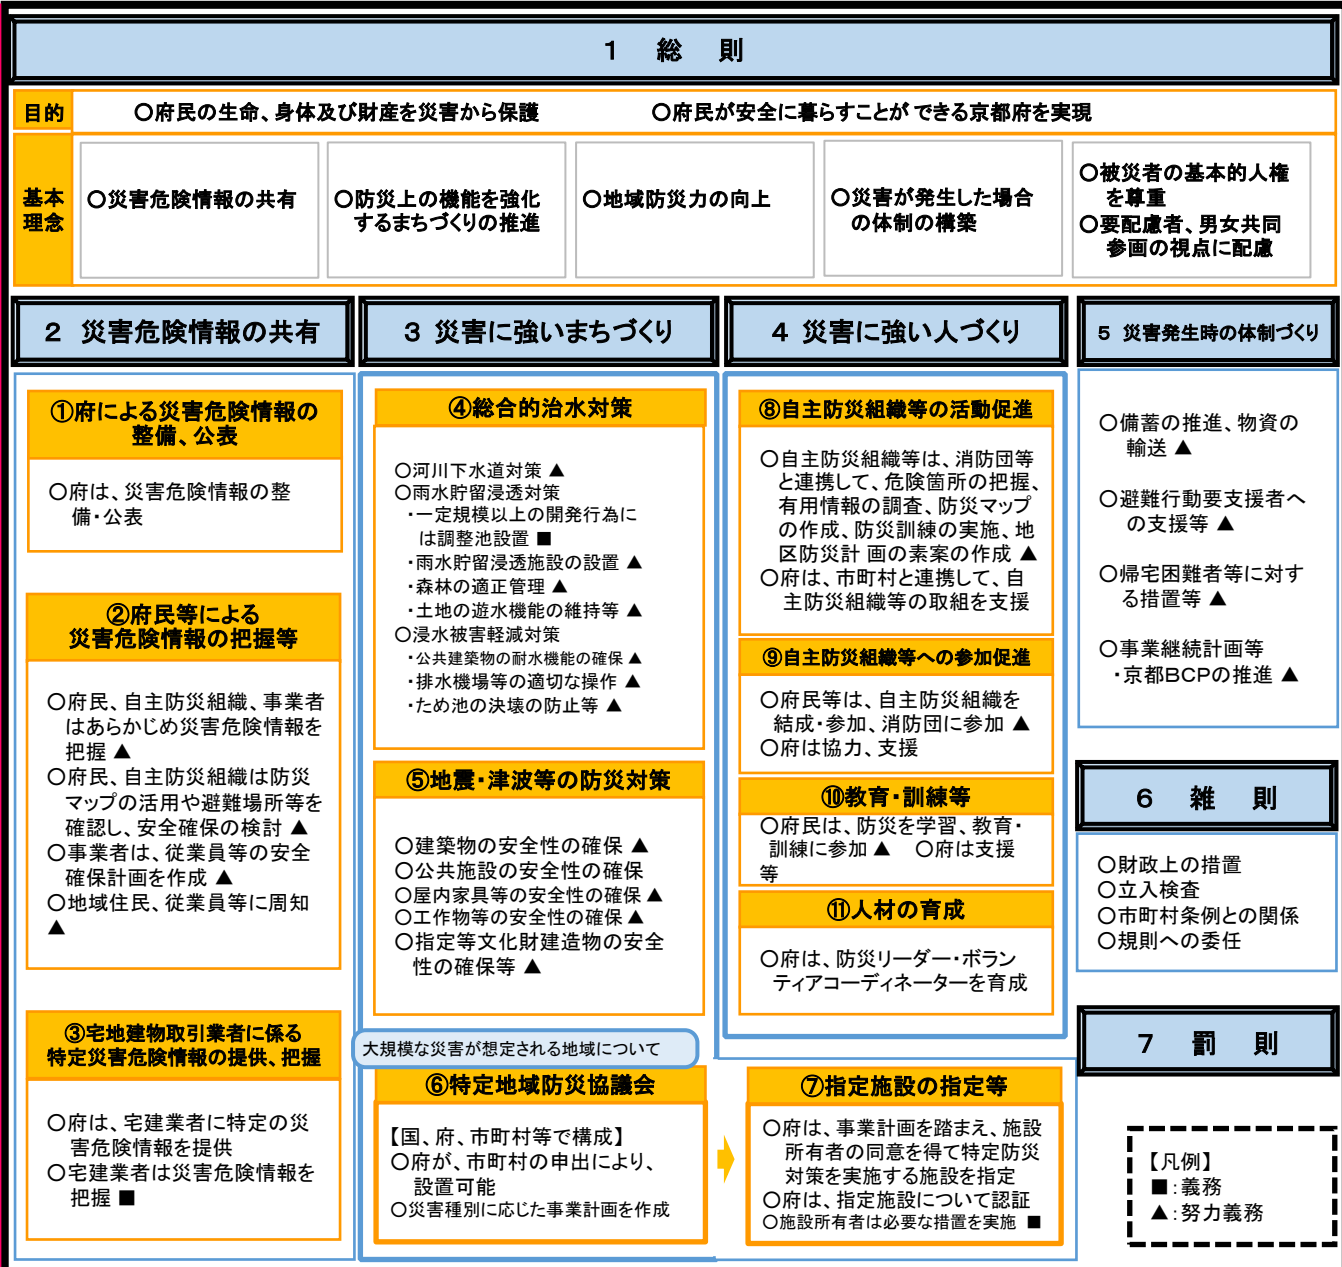 1 総 則
目的
○府民の生命、身体及び財産を災害から保護
○府民が安全に暮らすことが できる京都府を実現
基本
理念
○災害危険情報の共有
○防災上の機能を強化
するまちづくりの推進
○地域防災力の向上
○災害が発生した場合
の体制の構築
○被災者の基本的人権
を尊重
○要配慮者、男女共同
参画の視点に配慮
2 災害危険情報の共有
①府による災害危険情報の
整備、公表
○府は、災害危険情報の整
備・公表
②府民等による
災害危険情報の把握等
○府民、自主防災組織、事業者
はあらかじめ災害危険情報を
把握 ▲
○府民、自主防災組織は防災
マップの活用や避難場所等を
確認し、安全確保の検討 ▲
○事業者は、従業員等の安全
確保計画を作成 ▲
○地域住民、従業員等に周知
▲
③宅地建物取引業者に係る
特定災害危険情報の提供、把握
○府は、宅建業者に特定の災
害危険情報を提供
○宅建業者は災害危険情報を
把握 ■
3 災害に強いまちづくり
④総合的治水対策
○河川下水道対策 ▲
○雨水貯留浸透対策
・一定規模以上の開発行為に
は調整池設置 ■
・雨水貯留浸透施設の設置 ▲
・森林の適正管理 ▲
・土地の遊水機能の維持等 ▲
○浸水被害軽減対策
・公共建築物の耐水機能の確保 ▲
・排水機場等の適切な操作 ▲
・ため池の決壊の防止等 ▲
⑤地震・津波等の防災対策
○建築物の安全性の確保 ▲
○公共施設の安全性の確保
○屋内家具等の安全性の確保 ▲
○工作物等の安全性の確保 ▲
○指定等文化財建造物の安全
性の確保等 ▲
大規模な災害が想定される地域について
⑥特定地域防災協議会
【国、府、市町村等で構成】
○府が、市町村の申出により、
設置可能
○災害種別に応じた事業計画を作成
⑦指定施設の指定等
○府は、事業計画を踏まえ、施設
所有者の同意を得て特定防災
対策を実施する施設を指定
○府は、指定施設について認証
○施設所有者は必要な措置を実施 ■
4 災害に強い人づくり
⑧自主防災組織等の活動促進
○自主防災組織等は、消防団等
と連携して、危険箇所の把握、
有用情報の調査、防災マップ
の作成、防災訓練の実施、地
区防災計 画の素案の作成 ▲
○府は、市町村と連携して、自
主防災組織等の取組を支援
⑨自主防災組織等への参加促進
○府民等は、自主防災組織を
結成・参加、消防団に参加 ▲
○府は協力、支援
⑩教育・訓練等
○府民は、防災を学習、教育・
訓練に参加 ▲ ○府は支援
等
⑪人材の育成
○府は、防災リーダー・ボラン
ティアコーディネーターを育成
5 災害発生時の体制づくり
○備蓄の推進、物資の
輸送 ▲
○避難行動要支援者へ
の支援等 ▲
○帰宅困難者等に対す
る措置等 ▲
○事業継続計画等
・京都BCPの推進 ▲
6 雑 則
○財政上の措置
○立入検査
○市町村条例との関係
○規則への委任
7 罰 則
【凡例】
■：義務
▲：努力義務